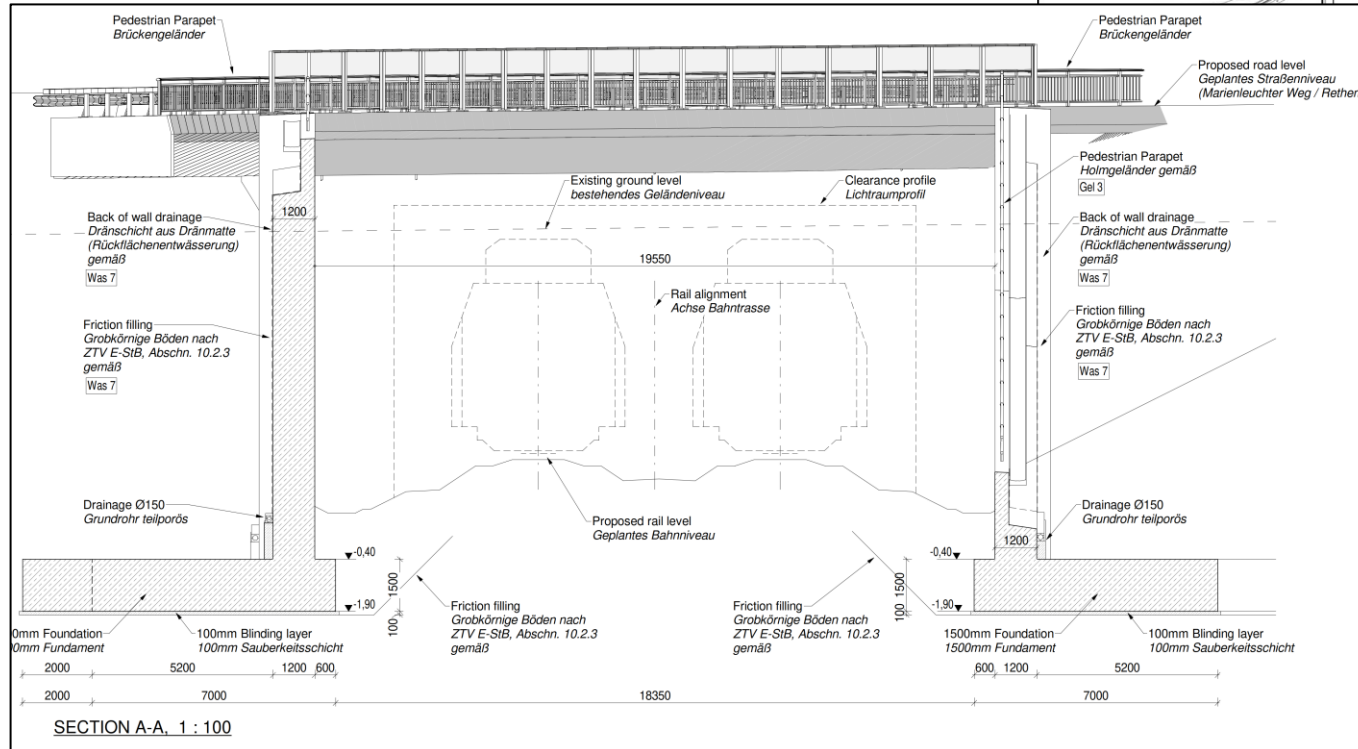 Pedestrian Parapet
Brückengeländer
Pedestrian Parapet
Brückengeländer
Proposed road level
Geplantes Straßenniveau
(Marienleuchter Weg / Rethen
Pedestrian Parapet
Holmgeländer gemäß
Gel 3
Existing ground level
bestehendes Geländeniveau
Clearance profile
Lichtraumprofil
1200
Back of wall drainage
Dränschicht aus Dränmatte
(Rückflächenentwässerung)
gemäß
Was 7
Back of wall drainage
Dränschicht aus Dränmatte
(Rückflächenentwässerung)
gemäß
Was 7
19550
Rail alignment
Achse Bahntrasse
Friction filling
Grobkörnige Böden nach
ZTV E-StB, Abschn. 10.2.3
gemäß
Was 7
Friction filling
Grobkörnige Böden nach
ZTV E-StB, Abschn. 10.2.3
gemäß
Was 7
Drainage Ø150
Grundrohr teilporös
Proposed rail level
Geplantes Bahnniveau
Drainage Ø150
Grundrohr teilporös
1200
-0,40
1500
-1,90
100
-0,40
1500
-1,90
100
Friction filling
Grobkörnige Böden nach
ZTV E-StB, Abschn. 10.2.3
gemäß
Friction filling
Grobkörnige Böden nach
ZTV E-StB, Abschn. 10.2.3
gemäß
0mm Foundation
0mm Fundament
100mm Blinding layer
100mm Sauberkeitsschicht
1500mm Foundation
1500mm Fundament
100mm Blinding layer
100mm Sauberkeitsschicht
2000 5200 1200 600 600 1200 5200
2000 7000 18350 7000
SECTION A-A, 1 : 100